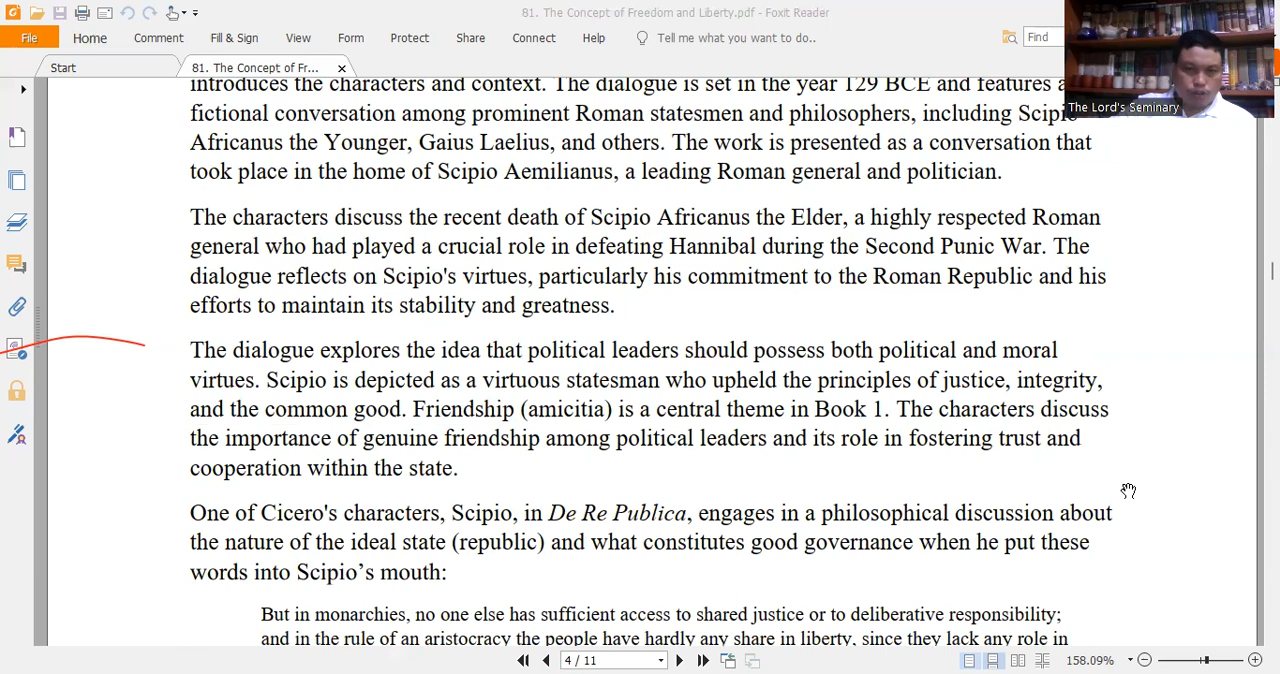 81. The Concept of Freedom and Liberty.pdf - Foxit Reader
File Home Comment Fill & Sign View Form Protect Share Connect Help Tell me what you want to do.. Find
Start 81. The Concept of Fr...
The Lord's Seminary
introduces the characters and context. The dialogue is set in the year 129 BCE and features a
fictional conversation among prominent Roman statesmen and philosophers, including Scipio
Africanus the Younger, Gaius Laelius, and others. The work is presented as a conversation that
took place in the home of Scipio Aemilianus, a leading Roman general and politician.
The characters discuss the recent death of Scipio Africanus the Elder, a highly respected Roman
general who had played a crucial role in defeating Hannibal during the Second Punic War. The
dialogue reflects on Scipio's virtues, particularly his commitment to the Roman Republic and his
efforts to maintain its stability and greatness.
The dialogue explores the idea that political leaders should possess both political and moral
virtues. Scipio is depicted as a virtuous statesman who upheld the principles of justice, integrity,
and the common good. Friendship (amicitia) is a central theme in Book 1. The characters discuss
the importance of genuine friendship among political leaders and its role in fostering trust and
cooperation within the state.
One of Cicero's characters, Scipio, in De Re Publica, engages in a philosophical discussion about
the nature of the ideal state (republic) and what constitutes good governance when he put these
words into Scipio’s mouth:
But in monarchies, no one else has sufficient access to shared justice or to deliberative responsibility;
and in the rule of an aristocracy the people have hardly any share in liberty, since they lack any role in
4 / 11 158.09%